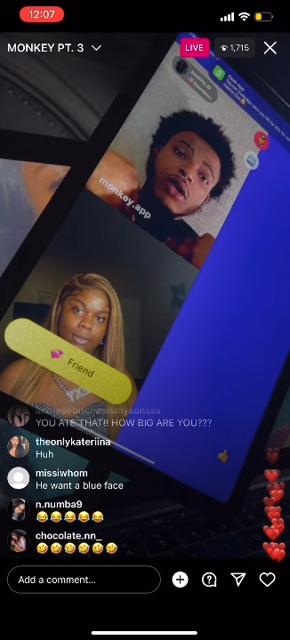 12:07
MONKEY PT. 3
LIVE
1,715
monkey.app
Friend
YOU ATE THAT!! HOW BIG ARE YOU???
theonlykateriina
Huh
missiwhom
He want a blue face
n.numba9
😂😂😂😂😂
chocolate.nn_
🤣🤣🤣🤣🤣🤣
Add a comment...